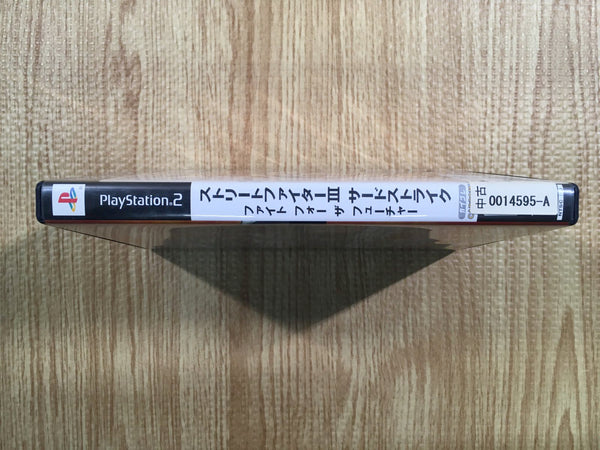 PlayStation.2
ストリートファイターIII サードストライク
ファイト フォー ザ フューチャー
中古
0014595-A